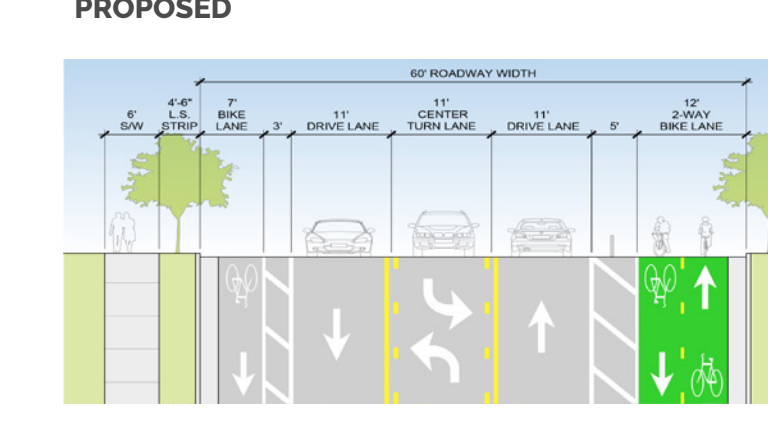 PROPOSED
60' ROADWAY WIDTH
6'
S/W
4'-6"
L.S.
STRIP
7'
BIKE
LANE
3'
11'
DRIVE LANE
11'
CENTER
TURN LANE
11'
DRIVE LANE
5'
12'
2-WAY
BIKE LANE